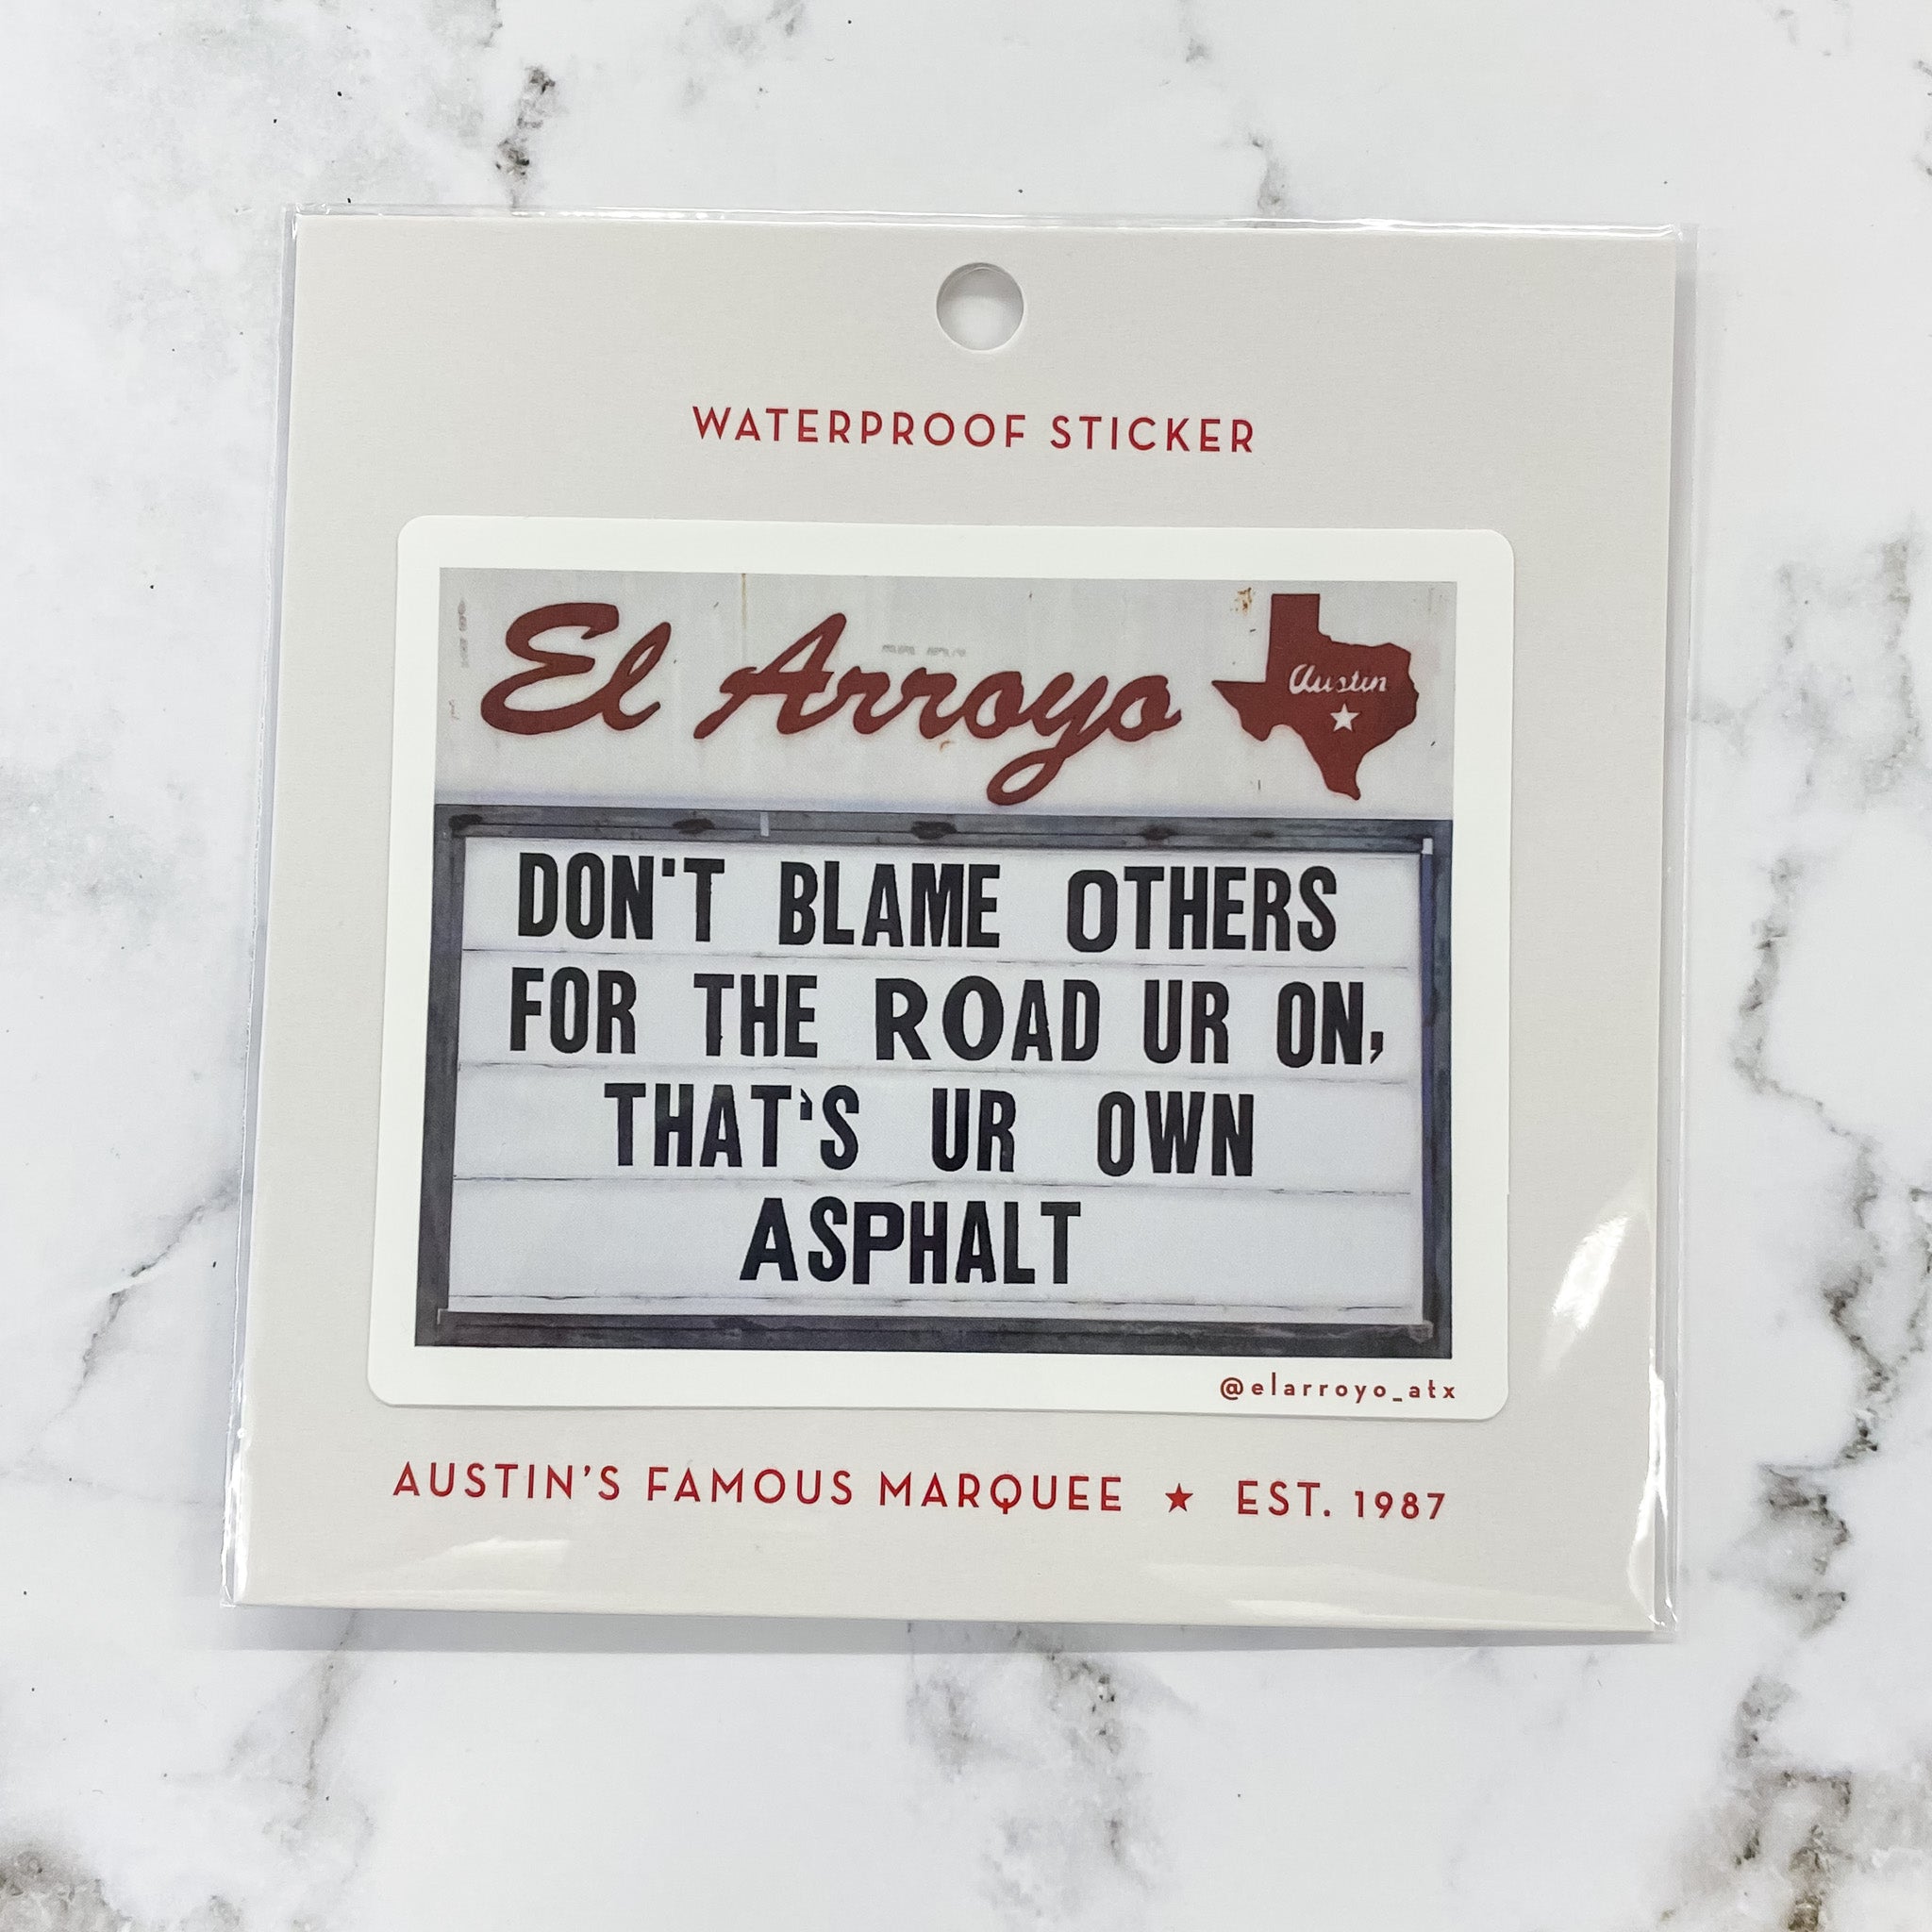 WATERPROOF STICKER
El Arroyo
Austin
DON'T BLAME OTHERS
FOR THE ROAD UR ON,
THAT'S UR OWN
ASPHALT
@elarroyo_atx
AUSTIN'S FAMOUS MARQUEE ★ EST. 1987